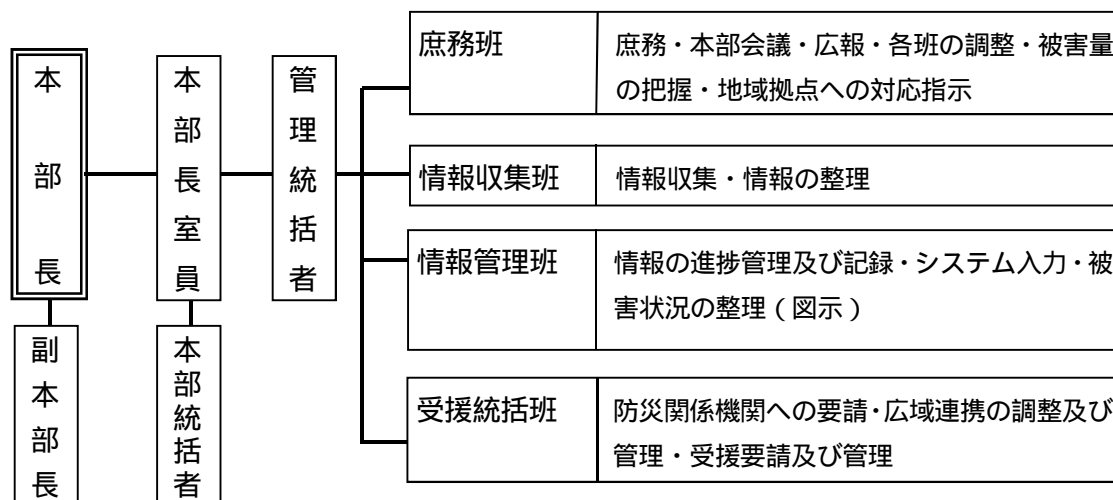 本部長
副本部長
本部長室員
本部統括者
管理統括者
庶務班
庶務・本部会議・広報・各班の調整・被害量
の把握・地域拠点への対応指示
情報収集班
情報収集・情報の整理
情報管理班
情報の進捗管理及び記録・システム入力・被
害状況の整理（図示）
受援統括班
防災関係機関への要請・広域連携の調整及び
管理・受援要請及び管理